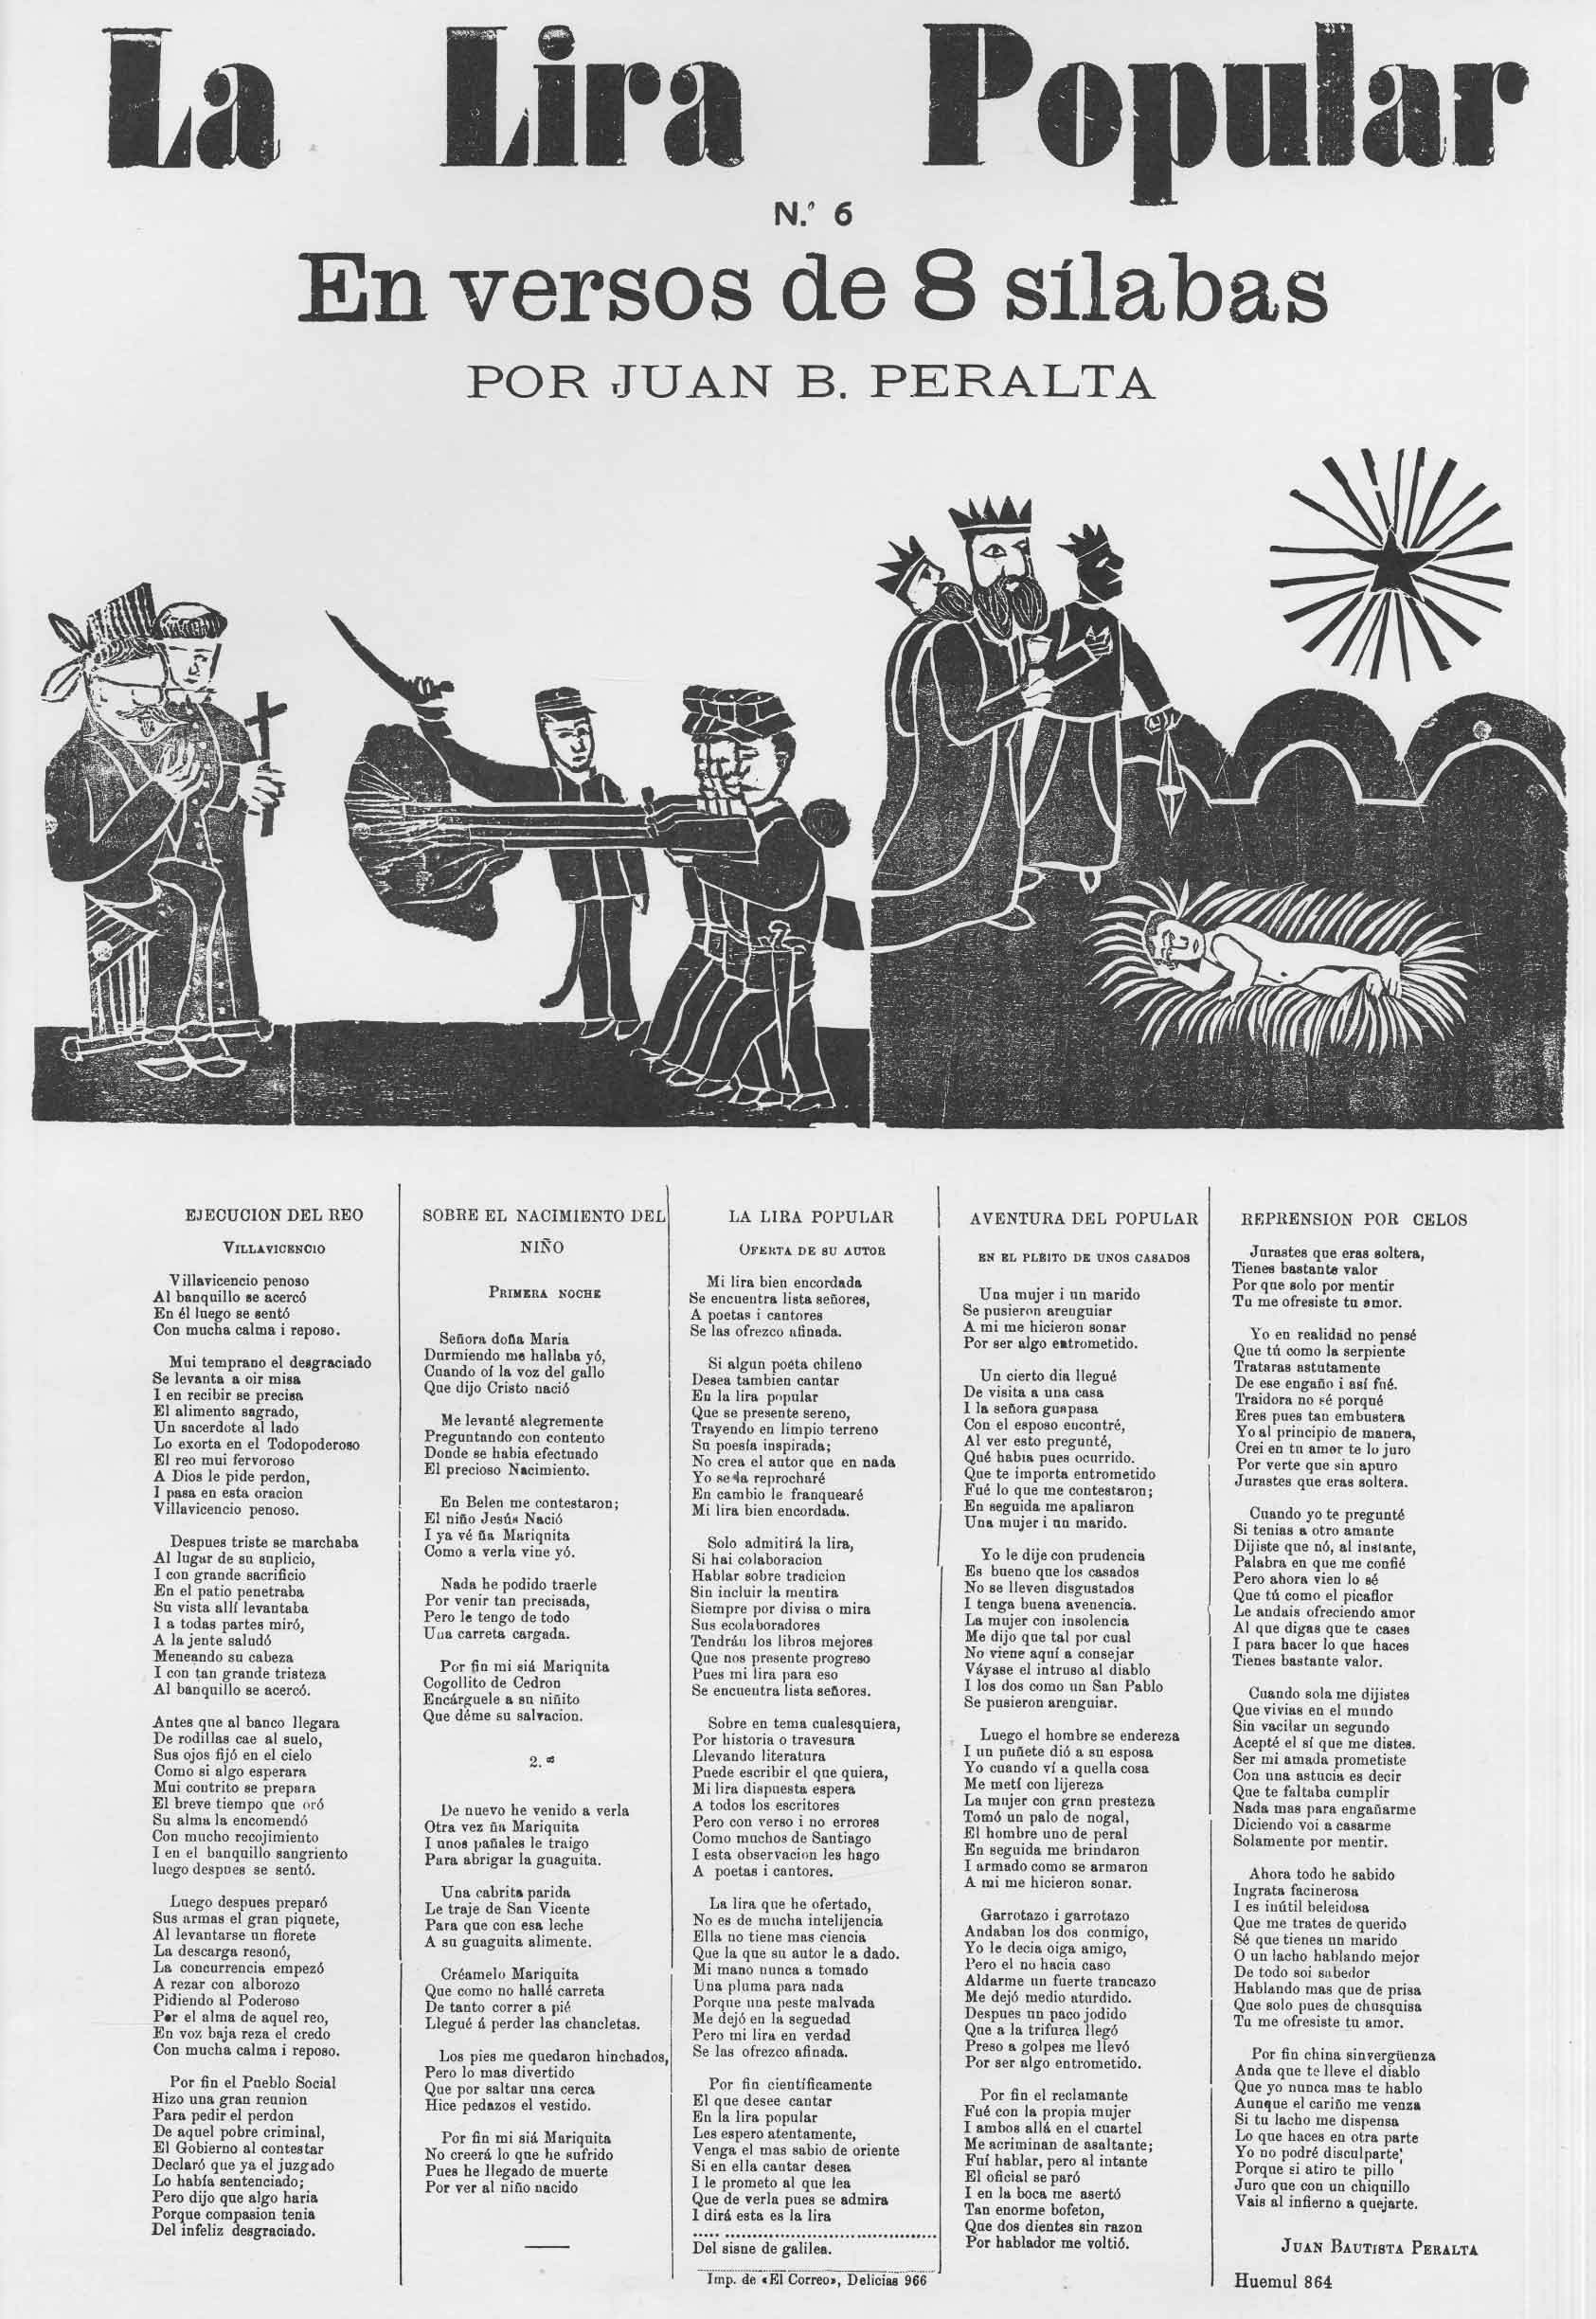 La Lira Popular
N.º 6
En versos de 8 sílabas
POR JUAN B. PERALTA
EJECUCION DEL REO
VILLAVICENCIO
Villavicencio penoso
Al banquillo se acercó
En él luego se sentó
Con mucha calma i reposo.
Mui temprano el desgraciado
Se levanta a oir misa
I en recibir se precisa
El alimento sagrado,
Un sacerdote al lado
Lo exorta en el Todopoderoso
El reo mui fervoroso
A Dios le pide perdon,
I pasa en esta oracion
Villavicencio penoso.
Despues triste se marchaba
Al lugar de su suplicio,
I con grande sacrificio
En el patio penetraba
Su vista allí levantaba
I a todas partes miró,
A la jente saludó
Meneando su cabeza
I con tan grande tristeza
Al banquillo se acercó.
Antes que al banco llegara
De rodillas cae al suelo,
Sus ojos fijó en el cielo
Como si algo esperara
Mui contrito se prepara
El breve tiempo que oró
Su alma la encomendó
Con mucho recojimiento
I en el banquillo sangriento
luego despues se sentó.
Luego despues preparó
Sus armas el gran piquete,
Al levantarse un florete
La descarga resonó,
La concurrencia empezó
A rezar con alborozo
Pidiendo al Poderoso
Por el alma de aquel reo,
En voz baja reza el credo
Con mucha calma i reposo.
Por fin el Pueblo Social
Hizo una gran reunion
Para pedir el perdon
De aquel pobre criminal,
El Gobierno al contestar
Declaró que ya el juzgado
Lo había sentenciado;
Pero dijo que algo haria
Porque compasion tenia
Del infeliz desgraciado.
SOBRE EL NACIMIENTO DEL
NIÑO
PRIMERA NOCHE
Señora doña Maria
Durmiendo me hallaba yó,
Cuando oí la voz del gallo
Que dijo Cristo nació
Me levanté alegremente
Preguntando con contento
Donde se habia efectuado
El precioso Nacimiento.
En Belen me contestaron;
El niño Jesús Nació
I ya vé ña Mariquita
Como a verla vine yó.
Nada he podido traerle
Por venir tan precisada,
Pero le tengo de todo
Una carreta cargada.
Por fin mi siá Mariquita
Cogollito de Cedron
Encárguele a su niñito
Que déme su salvacion.
2.ª
De nuevo he venido a verla
Otra vez ña Mariquita
I unos pañales le traigo
Para abrigar la guaguita.
Una cabrita parida
Le traje de San Vicente
Para que con esa leche
A su guaguita alimente.
Créamelo Mariquita
Que como no hallé carreta
De tanto correr a pié
Llegué á perder las chancletas.
Los pies me quedaron hinchados,
Pero lo mas divertido
Que por saltar una cerca
Hice pedazos el vestido.
Por fin mi siá Mariquita
No creerá lo que he sufrido
Pues he llegado de muerte
Por ver al niño nacido
LA LIRA POPULAR
OFERTA DE SU AUTOR
Mi lira bien encordada
Se encuentra lista señores,
A poetas i cantores
Se las ofrezco afinada.
Si algun poeta chileno
Desea tambien cantar
En la lira popular
Que se presente sereno,
Trayendo en limpio terreno
Su poesía inspirada;
No crea el autor que en nada
Yo se la reprocharé
En cambio le franquearé
Mi lira bien encordada.
Solo admitirá la lira,
Si hai colaboracion
Hablar sobre tradicion
Sin incluir la mentira
Siempre por divisa o mira
Sus ecolaboradores
Tendrán los libros mejores
Que nos presente progreso
Pues mi lira para eso
Se encuentra lista señores.
Sobre en tema cualesquiera,
Por historia o travesura
Llevando literatura
Puede escribir el que quiera,
Mi lira dispuesta espera
A todos los escritores
Pero con verso i no errores
Como muchos de Santiago
I esta observacion les hago
A poetas i cantores.
La lira que he ofertado,
No es de mucha intelijencia
Ella no tiene mas ciencia
Que la que su autor le a dado.
Mi mano nunca a tomado
Una pluma para nada
Porque una peste malvada
Me dejó en la seguedad
Pero mi lira en verdad
Se las ofrezco afinada.
Por fin científicamente
El que desee cantar
En la lira popular
Les espero atentamente,
Venga el mas sabio de oriente
Si en ella cantar desea
I le prometo al que lea
Que de verla pues se admira
I dirá esta es la lira
Del sisne de galilea.
Imp. de «El Correo», Delicias 966
AVENTURA DEL POPULAR
EN EL PLEITO DE UNOS CASADOS
Una mujer i un marido
Se pusieron arenguiar
A mi me hicieron sonar
Por ser algo entrometido.
Un cierto dia llegué
De visita a una casa
I la señora guapasa
Con el esposo encontré,
Al ver esto pregunté,
Qué habia pues ocurrido.
Que te importa entrometido
Fué lo que me contestaron;
En seguida me apaliaron
Una mujer i un marido.
Yo le dije con prudencia
Es bueno que los casados
No se lleven disgustados
I tenga buena avenencia.
La mujer con insolencia
Me dijo que tal por cual
No viene aquí a consejar
Váyase el intruso al diablo
I los dos como un San Pablo
Se pusieron arenguiar.
Luego el hombre se endereza
I un puñete dió a su esposa
Yo cuando ví a quella cosa
Me metí con lijereza
La mujer con gran presteza
Tomó un palo de nogal,
El hombre uno de peral
En seguida me brindaron
I armado como se armaron
A mi me hicieron sonar.
Garrotazo i garrotazo
Andaban los dos conmigo,
Yo le decia oiga amigo,
Pero el no hacia caso
Aldarme un fuerte trancazo
Me dejó medio aturdido.
Despues un paco jodido
Que a la trifurca llegó
Preso a golpes me llevó
Por ser algo entrometido.
Por fin el reclamante
Fué con la propia mujer
I ambos allá en el cuartel
Me acriminan de asaltante;
Fuí hablar, pero al intante
El oficial se paró
I en la boca me asertó
Tan enorme bofeton,
Que dos dientes sin razon
Por hablador me voltió.
REPRENSION POR CELOS
Jurastes que eras soltera,
Tienes bastante valor
Por que solo por mentir
Tu me ofresiste tu amor.
Yo en realidad no pensé
Que tú como la serpiente
Trataras astutamente
De ese engaño i así fué.
Traidora no sé porqué
Eres pues tan embustera
Yo al principio de manera,
Crei en tu amor te lo juro
Por verte que sin apuro
Jurastes que eras soltera.
Cuando yo te pregunté
Si tenias a otro amante
Dijiste que nó, al instante,
Palabra en que me confié
Pero ahora vien lo sé
Que tú como el picaflor
Le andais ofreciendo amor
Al que digas que te cases
I para hacer lo que haces
Tienes bastante valor.
Cuando sola me dijistes
Que vivias en el mundo
Sin vacilar un segundo
Acepté el sí que me distes.
Ser mi amada prometiste
Con una astucia es decir
Que te faltaba cumplir
Nada mas para engañarme
Diciendo voi a casarme
Solamente por mentir.
Ahora todo he sabido
Ingrata facinerosa
I es inútil beleidosa
Que me trates de querido
Sé que tienes un marido
O un lacho hablando mejor
De todo soi sabedor
Hablando mas que de prisa
Que solo pues de chusquisa
Tu me ofresiste tu amor.
Por fin china sinvergüenza
Anda que te lleve el diablo
Que yo nunca mas te hablo
Aunque el cariño me venza
Si tu lacho me dispensa
Lo que haces en otra parte
Yo no podré disculparte,
Porque si atiro te pillo
Juro que con un chiquillo
Vais al infierno a quejarte.
JUAN BAUTISTA PERALTA
Huemul 864